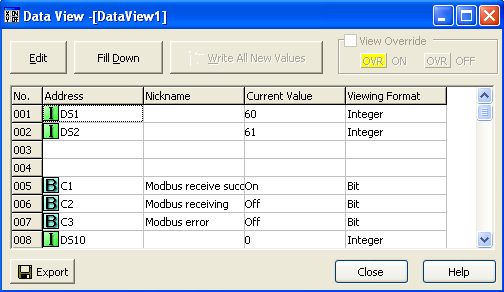 Data View -[DataView1]
Edit Fill Down Write All New Values View Override OVR ON OVR OFF
No. Address Nickname Current Value Viewing Format
001 I DS1 60 Integer
002 I DS2 61 Integer
003
004
005 B C1 Modbus receive succ On Bit
006 B C2 Modbus receiving Off Bit
007 B C3 Modbus error Off Bit
008 I DS10 0 Integer
Export Close Help